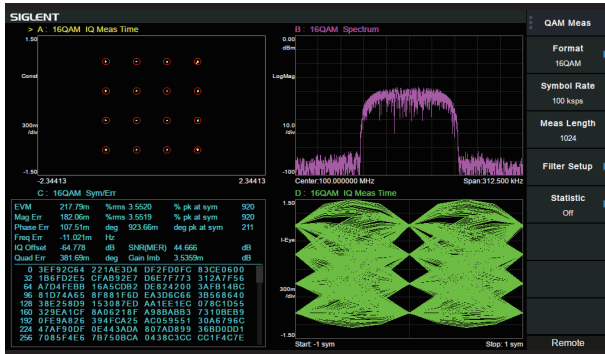 SIGLENT
> A : 16QAM IQ Meas Time
1.50
Const
300m
/div
-1.50
-2.34413 2.34413
B : 16QAM Spectrum
0.00
dBm
LogMag
10.0
/div
-100
Center:100.000000 MHz Span:312.500 kHz
C : 16QAM Sym/Err
EVM 217.79m %rms 3.5520 % pk at sym 920
Mag Err 182.06m %rms 3.5519 % pk at sym 920
Phase Err 107.51m deg 923.66m deg pk at sym 211
Freq Err -11.021m Hz
IQ Offset -64.778 dB SNR(MER) 44.666 dB
Quad Err 381.69m deg Gain Imb 3.5359m dB
0 3EF92C64 221AE3D4 DF2FD0FC 83CE0600
32 1B6FD2E5 CFAB92E7 D6E7F773 312A7F56
64 A7D4FEBB 16A5CDB2 DE824200 3AFB14BC
96 81D74A65 8F881F6D EA3D6C66 3B568640
128 38E258D9 153087ED AA1EE1EC 078C1D55
160 329EA1CF 8A06218F A98BABB3 7310BEB9
192 0FE9A826 394FCA25 AC059551 30A6796C
224 47AF90DF 0E443ADA 807AD899 36BD0DD1
256 7085F4E6 7B750BCA 0438C3CC CC1F4C7E
D : 16QAM IQ Meas Time
1.50
I-Eye
300m
/div
-1.50
Start: -1 sym Stop: 1 sym
QAM Meas
Format
16QAM
Symbol Rate
100 ksps
Meas Length
1024
Filter Setup
Statistic
Off
Remote